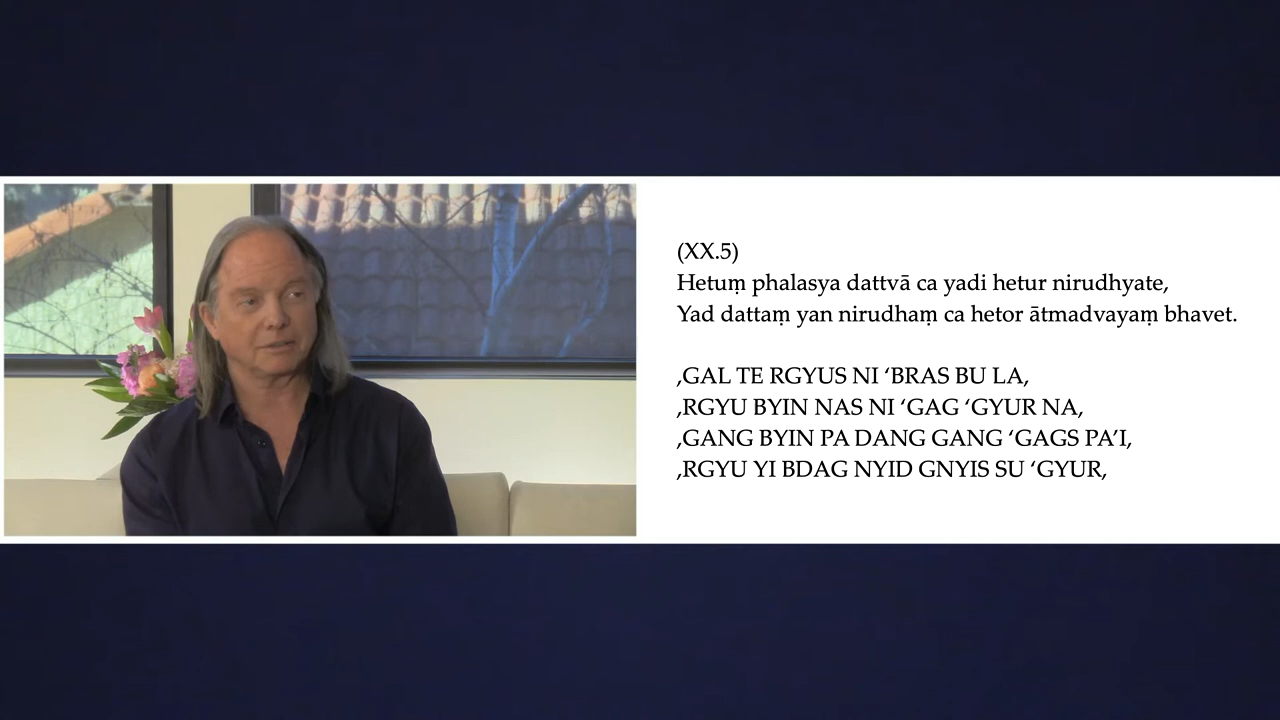 (XX.5)
Hetuṃ phalasya dattvā ca yadi hetur nirudhyate,
Yad dattaṃ yan nirudhaṃ ca hetor ātmadvayaṃ bhavet.
,GAL TE RGYUS NI ‘BRAS BU LA,
,RGYU BYIN NAS NI ‘GAG ‘GYUR NA,
,GANG BYIN PA DANG GANG ‘GAGS PA’I,
,RGYU YI BDAG NYID GNYIS SU ‘GYUR,